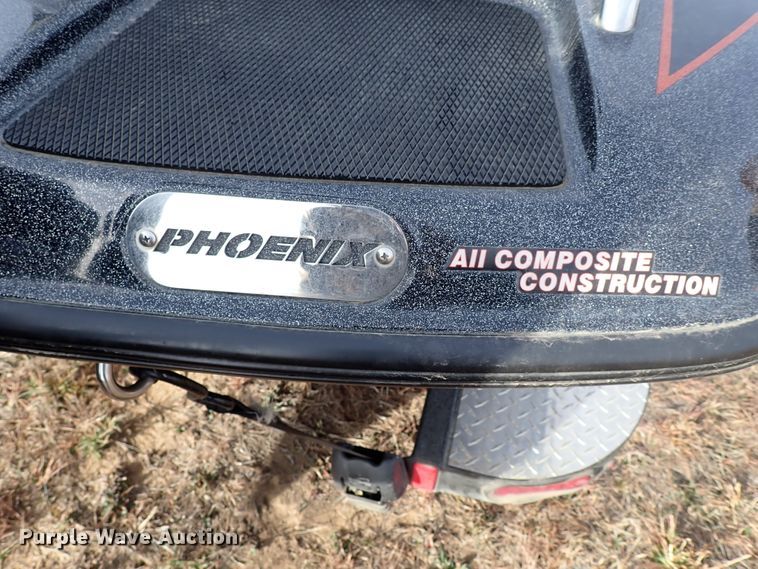 PHOENIX
All COMPOSITE
CONSTRUCTION
Purple Wave Auction